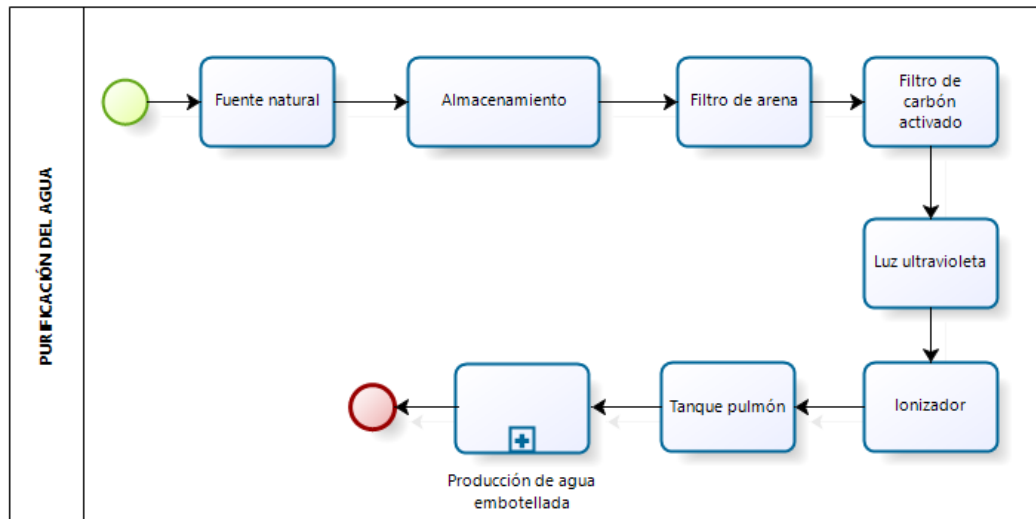 PURIFICACIÓN DEL AGUA
Fuente natural
Almacenamiento
Filtro de arena
Filtro de
carbón
activado
Luz ultravioleta
Ionizador
Tanque pulmón
Producción de agua
embotellada